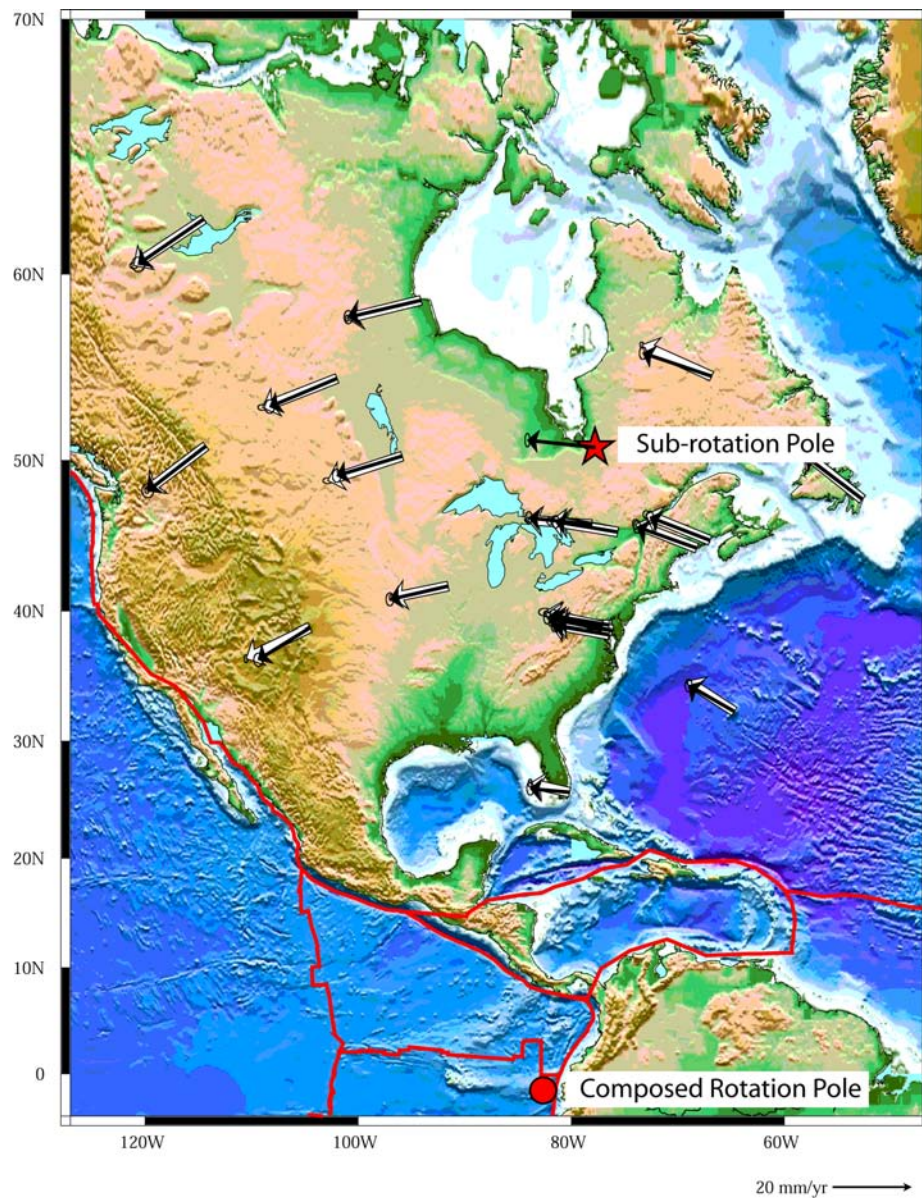 70N
60N
Sub-rotation Pole
50N
40N
30N
20N
10N
0
Composed Rotation Pole
120W 100W 80W 60W
20 mm/yr